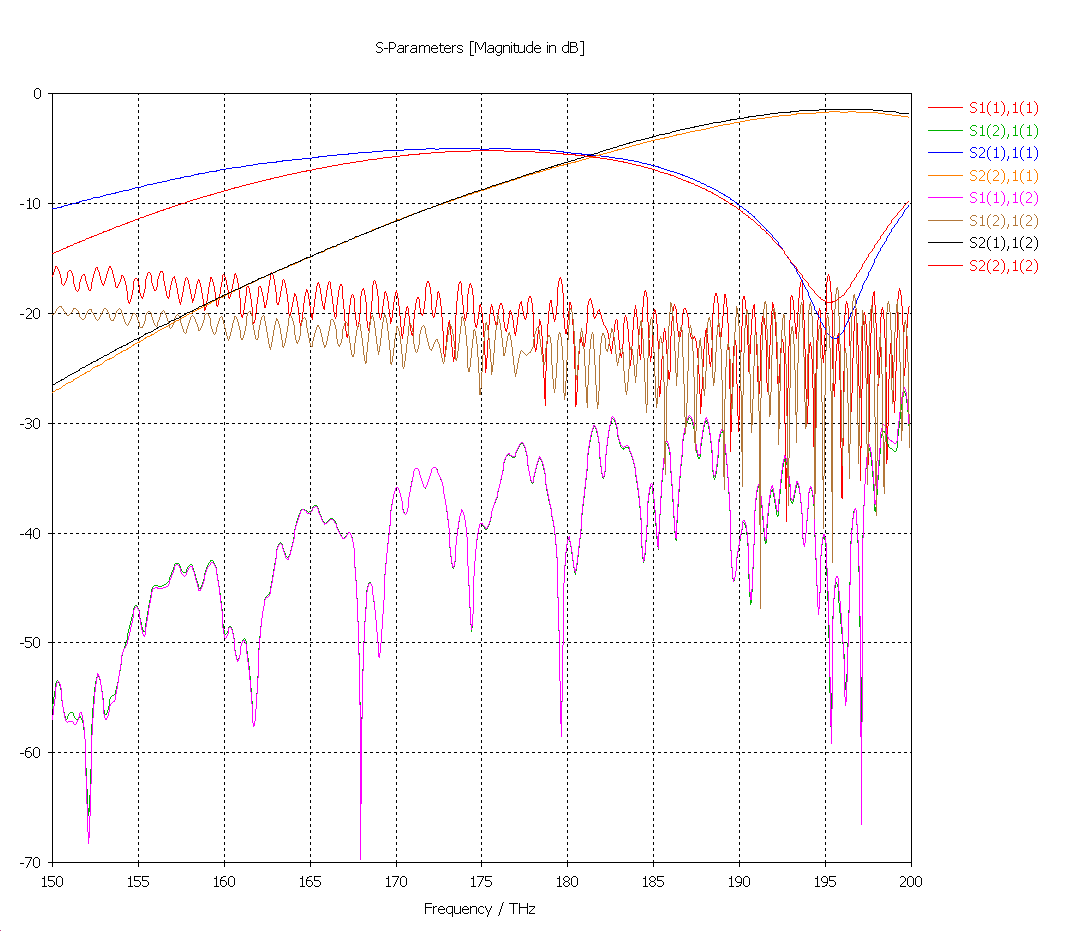 S-Parameters [Magnitude in dB]
0
-10
-20
-30
-40
-50
-60
-70
150 155 160 165 170 175 180 185 190 195 200
Frequency / THz
S1(1),1(1)
S1(2),1(1)
S2(1),1(1)
S2(2),1(1)
S1(1),1(2)
S1(2),1(2)
S2(1),1(2)
S2(2),1(2)